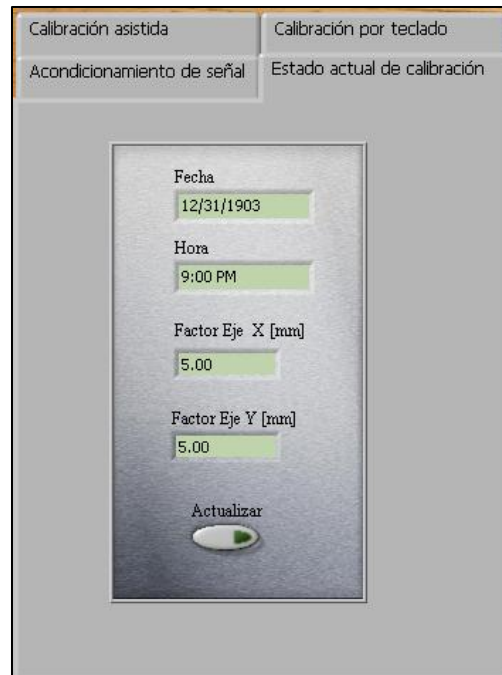 Calibración asistida
Calibración por teclado
Acondicionamiento de señal
Estado actual de calibración
Fecha
12/31/1903
Hora
9:00 PM
Factor Eje X [mm]
5.00
Factor Eje Y [mm]
5.00
Actualizar